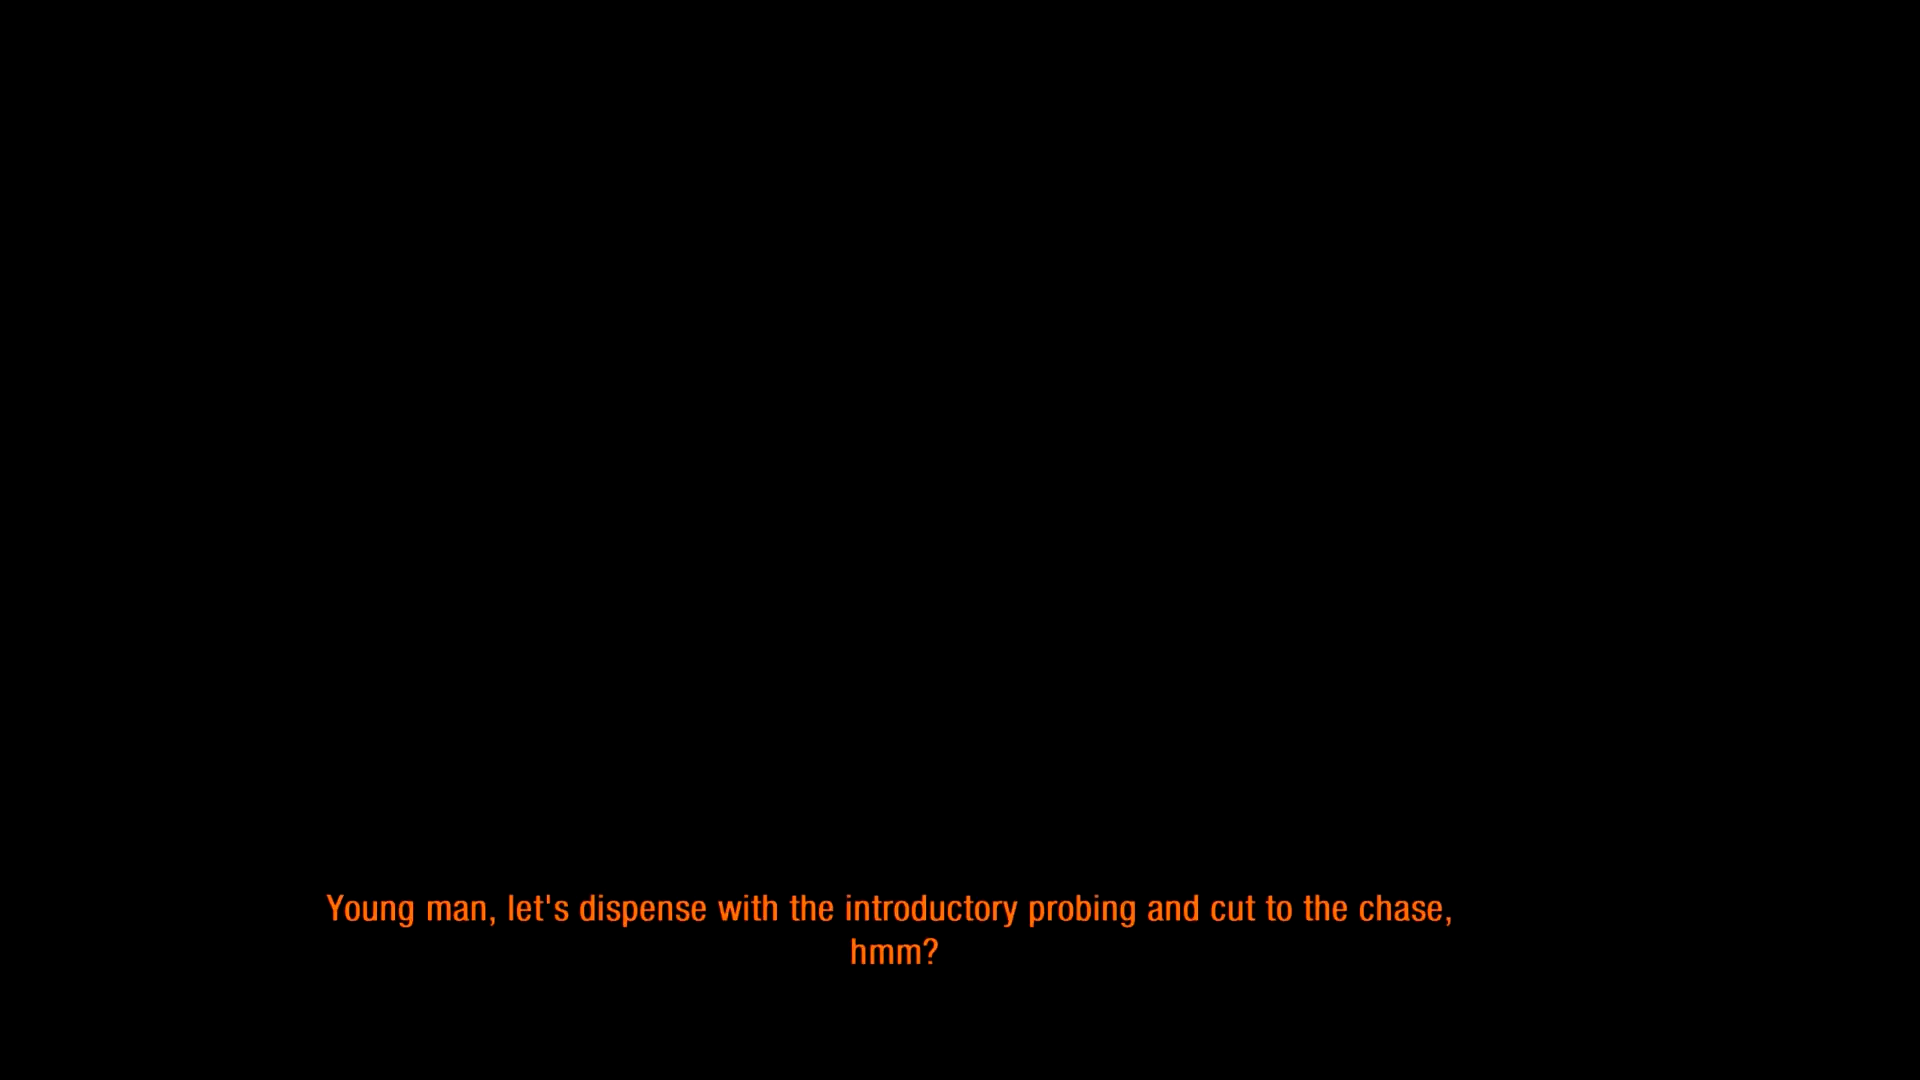 Young man, let's dispense with the introductory probing and cut to the chase,
hmm?